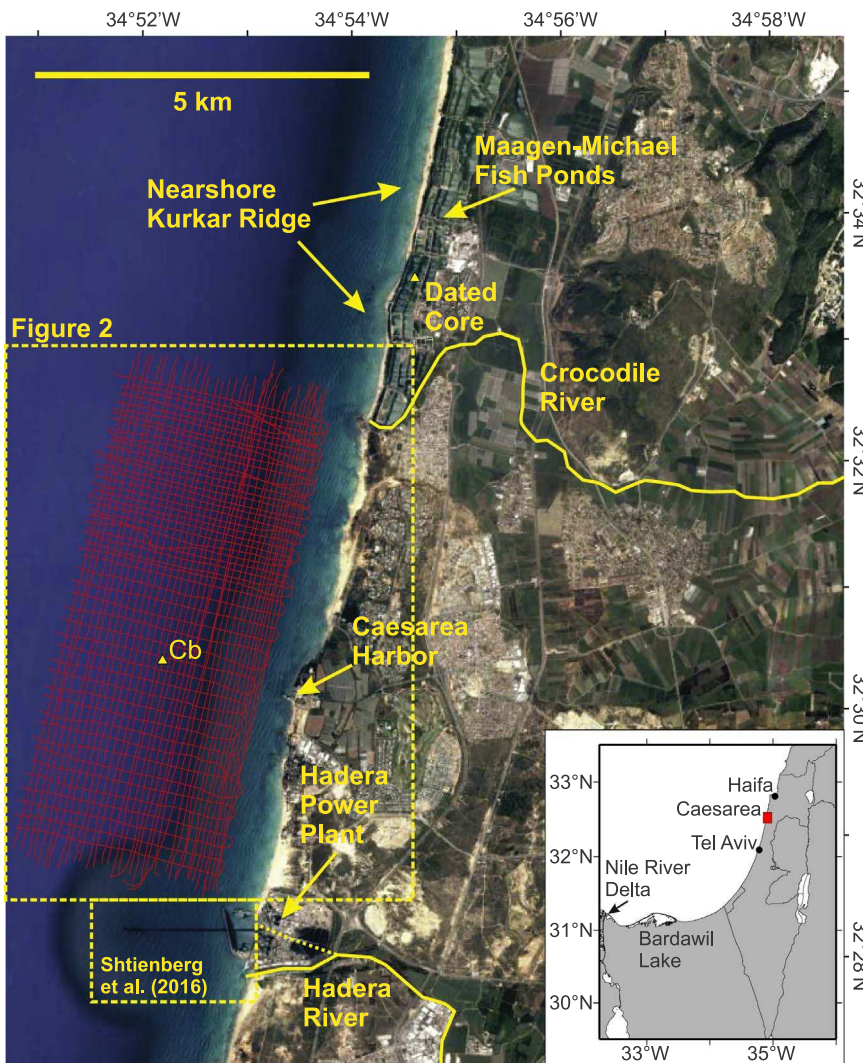 34°52'W
34°54'W
34°56'W
34°58'W
5 km
Maagen-Michael
Fish Ponds
Nearshore
Kurkar Ridge
32°34'N
Dated
Core
Figure 2
Crocodile
River
32°32'N
Cb
Caesarea
Harbor
32°30'N
Hadera
Power
Plant
33°N
Haifa
Caesarea
Tel Aviv
32°N
Nile River
Delta
31°N
Bardawil
Lake
30°N
33°W
35°W
32°28'N
Shtienberg
et al. (2016)
Hadera
River